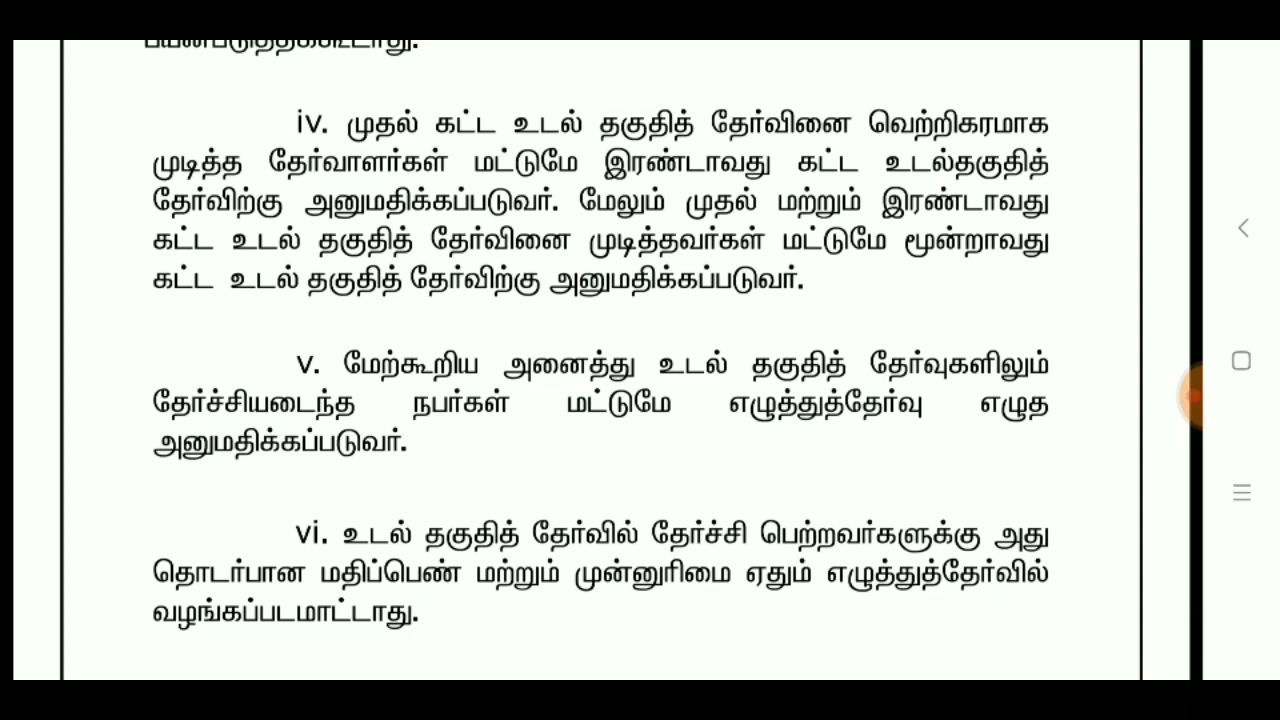 iv. முதல் கட்ட உடல் தகுதித் தேர்வினை வெற்றிகரமாக
முடித்த தேர்வாளர்கள் மட்டுமே இரண்டாவது கட்ட உடல்தகுதித்
தேர்விற்கு அனுமதிக்கப்படுவர். மேலும் முதல் மற்றும் இரண்டாவது
கட்ட உடல் தகுதித் தேர்வினை முடித்தவர்கள் மட்டுமே மூன்றாவது
கட்ட உடல் தகுதித் தேர்விற்கு அனுமதிக்கப்படுவர்.
v. மேற்கூறிய அனைத்து உடல் தகுதித் தேர்வுகளிலும்
தேர்ச்சியடைந்த நபர்கள் மட்டுமே எழுத்துத்தேர்வு எழுத
அனுமதிக்கப்படுவர்.
vi. உடல் தகுதித் தேர்வில் தேர்ச்சி பெற்றவர்களுக்கு அது
தொடர்பான மதிப்பெண் மற்றும் முன்னுரிமை ஏதும் எழுத்துத்தேர்வில்
வழங்கப்படமாட்டாது.